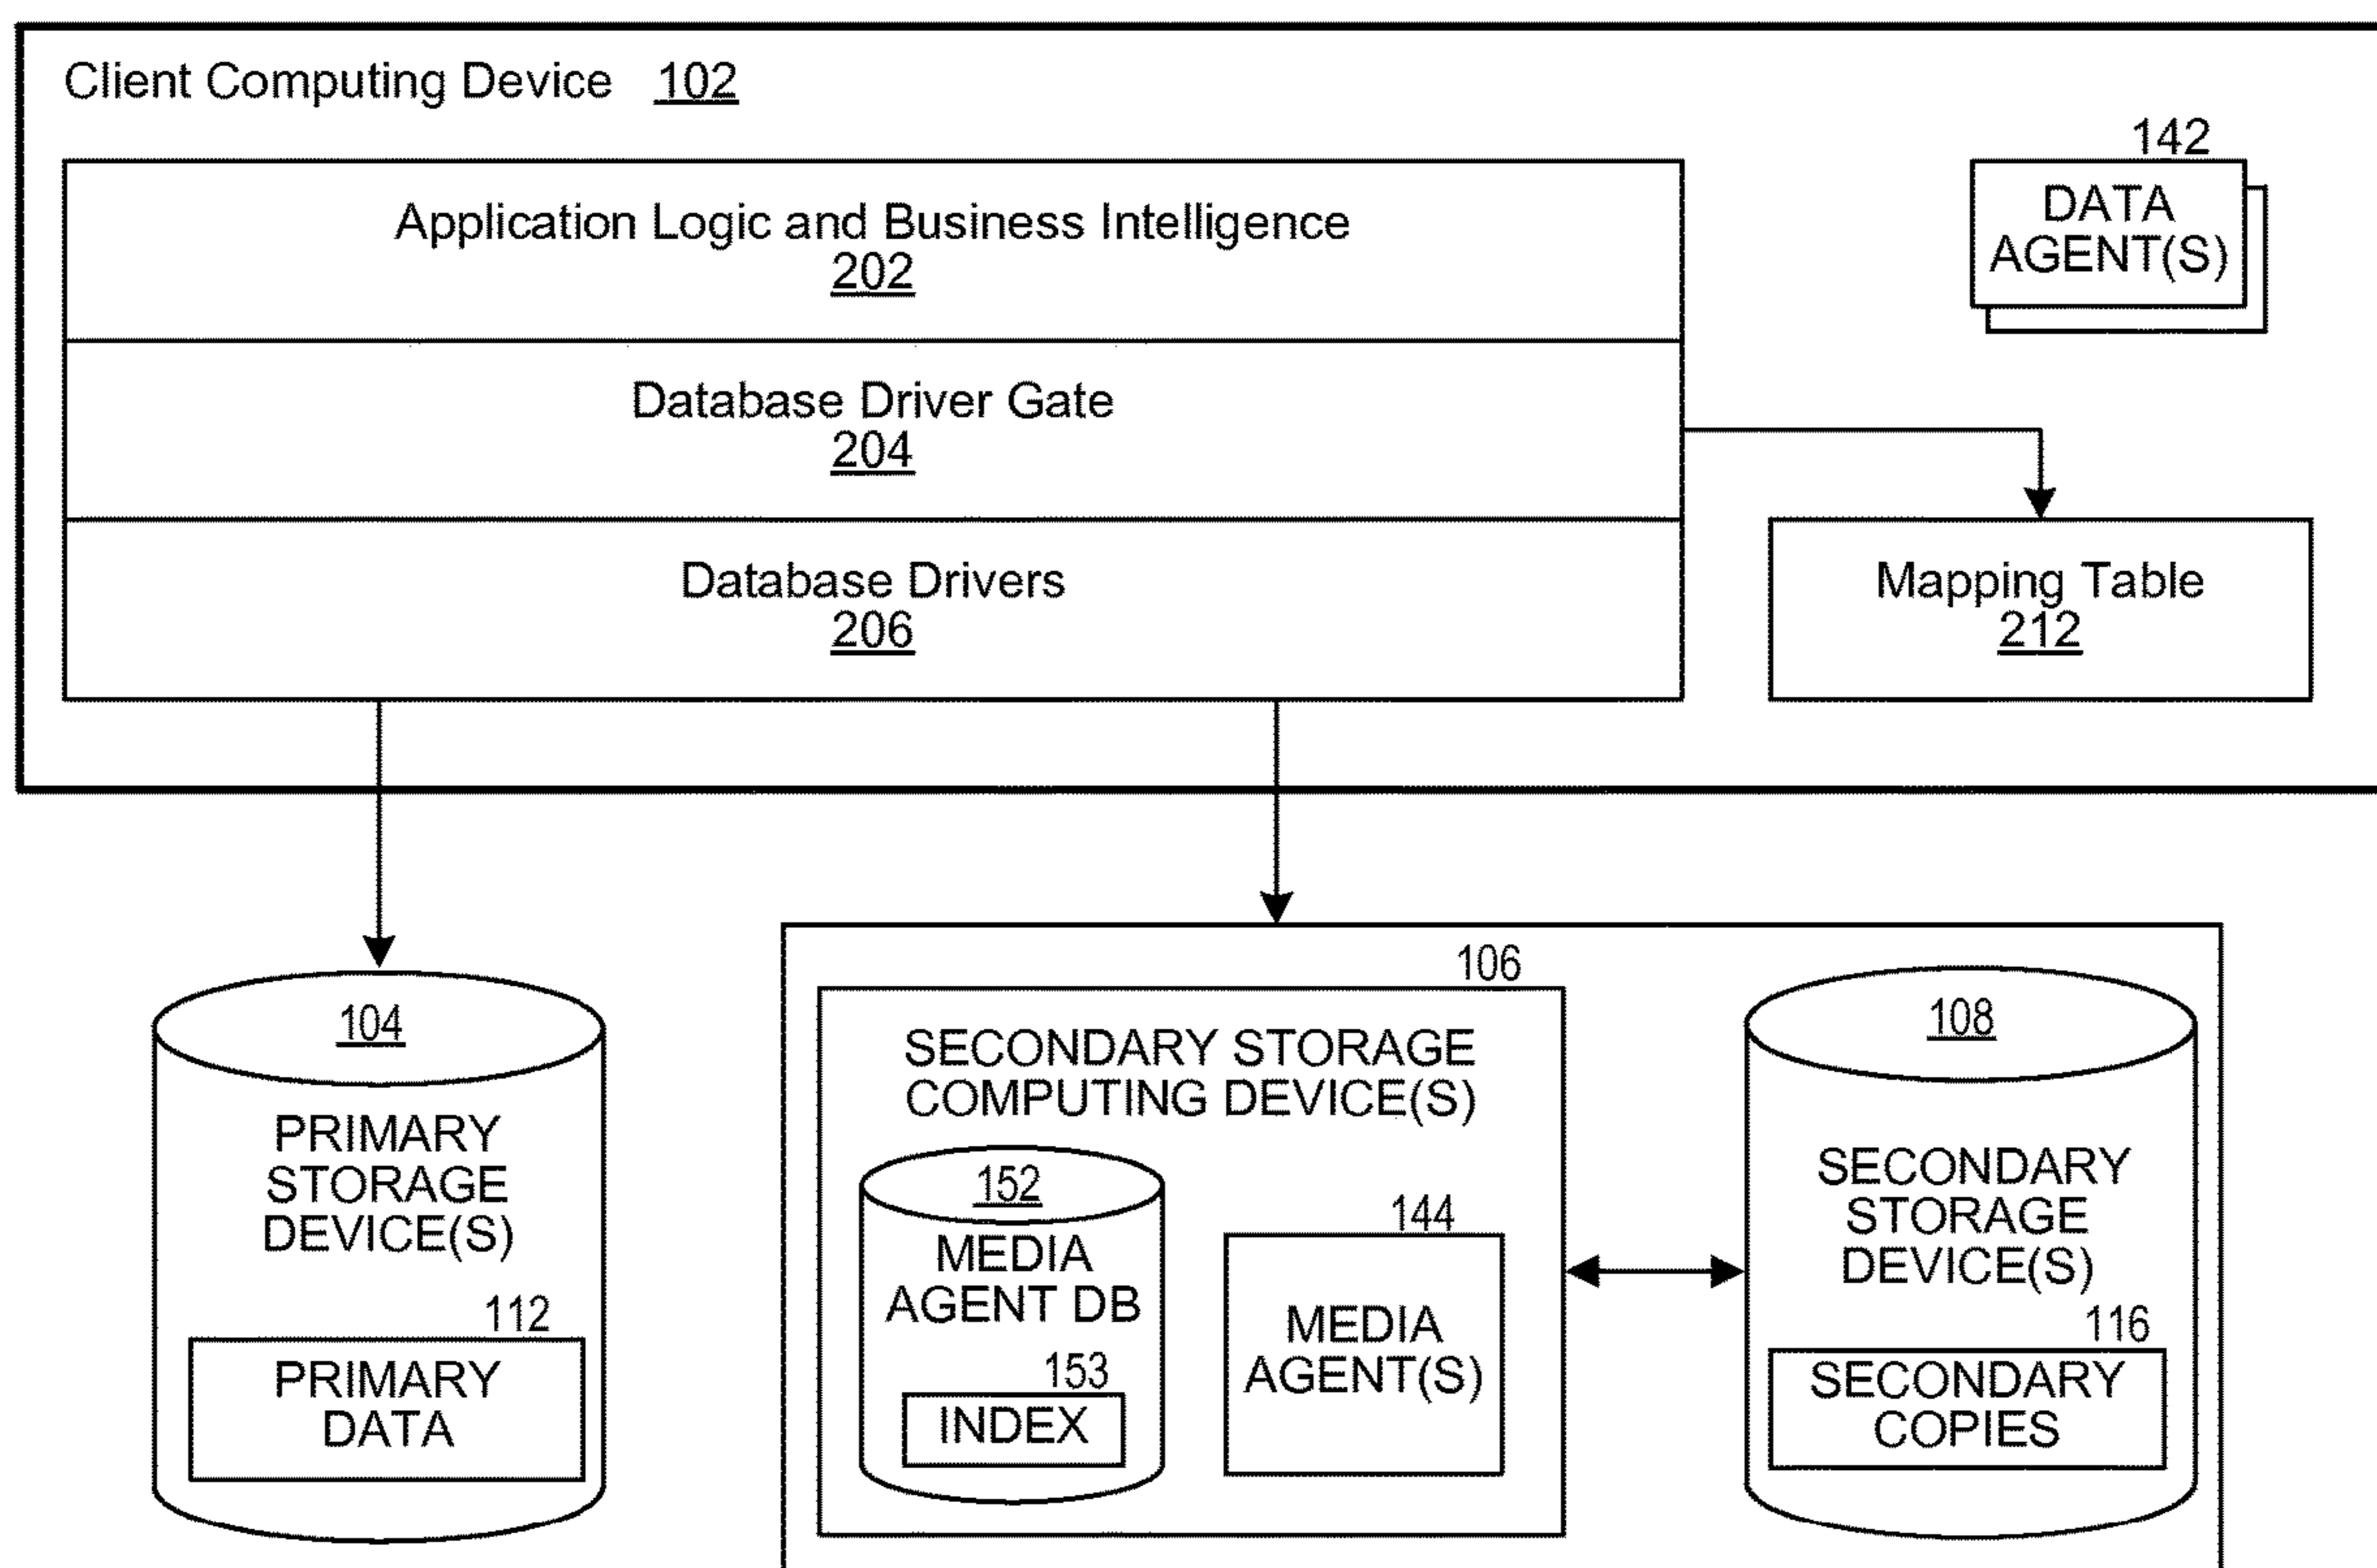 Client Computing Device 102
142
DATA
AGENT(S)
Application Logic and Business Intelligence
202
Database Driver Gate
204
Database Drivers
206
Mapping Table
212
104
PRIMARY
STORAGE
DEVICE(S)
112
PRIMARY
DATA
106
SECONDARY STORAGE
COMPUTING DEVICE(S)
152
MEDIA
AGENT DB
153
INDEX
144
MEDIA
AGENT(S)
108
SECONDARY
STORAGE
DEVICE(S)
116
SECONDARY
COPIES